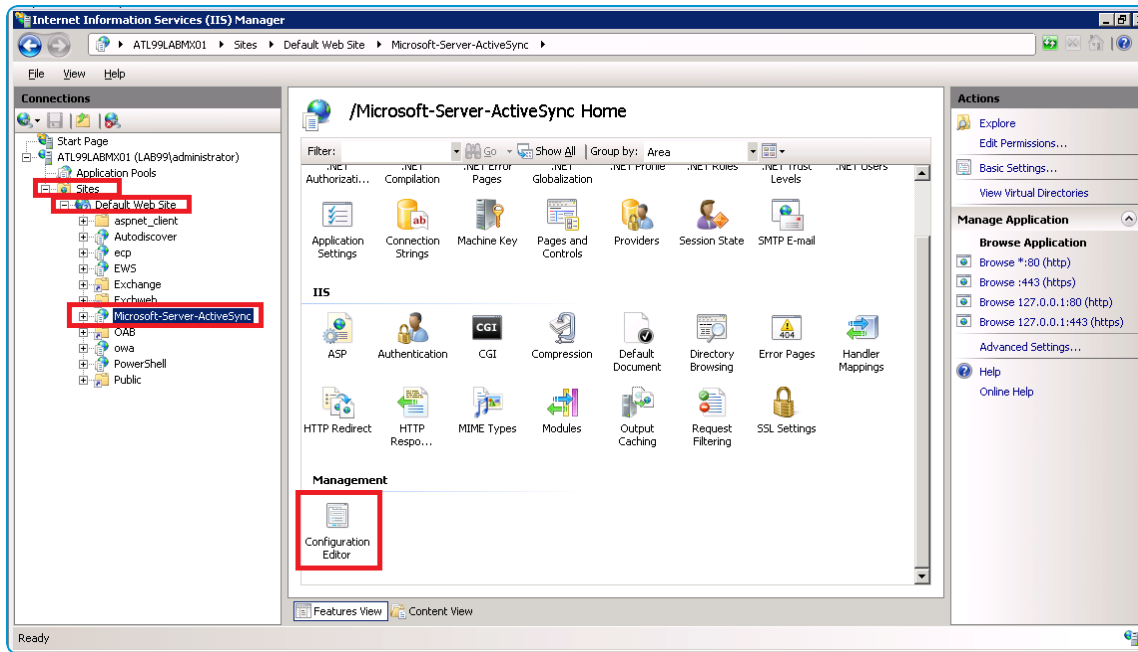 Internet Information Services (IIS) Manager
ATL99LABMX01 Sites Default Web Site Microsoft-Server-ActiveSync
File View Help
Connections
Start Page
ATL99LABMX01 (LAB99\administrator)
Application Pools
Sites
Default Web Site
aspnet_client
Autodiscover
ecp
EWS
Exchange
Exchweb
Microsoft-Server-ActiveSync
OAB
owa
PowerShell
Public
/Microsoft-Server-ActiveSync Home
Filter: Go Show All Group by: Area
.NET .NET .NET Error .NET .NET Profile .NET Roles .NET Trust .NET Users
Authorizati... Compilation Pages Globalization Levels
ab
Application Connection Machine Key Pages and Providers Session State SMTP E-mail
Settings Strings Controls
IIS
CGI 404
ASP Authentication CGI Compression Default Directory Error Pages Handler
Document Browsing Mappings
HTTP Redirect HTTP MIME Types Modules Output Request SSL Settings
Respo... Caching Filtering
Management
Configuration
Editor
Features View Content View
Actions
Explore
Edit Permissions...
Basic Settings...
View Virtual Directories
Manage Application
Browse Application
Browse *:80 (http)
Browse :443 (https)
Browse 127.0.0.1:80 (http)
Browse 127.0.0.1:443 (https)
Advanced Settings...
Help
Online Help
Ready